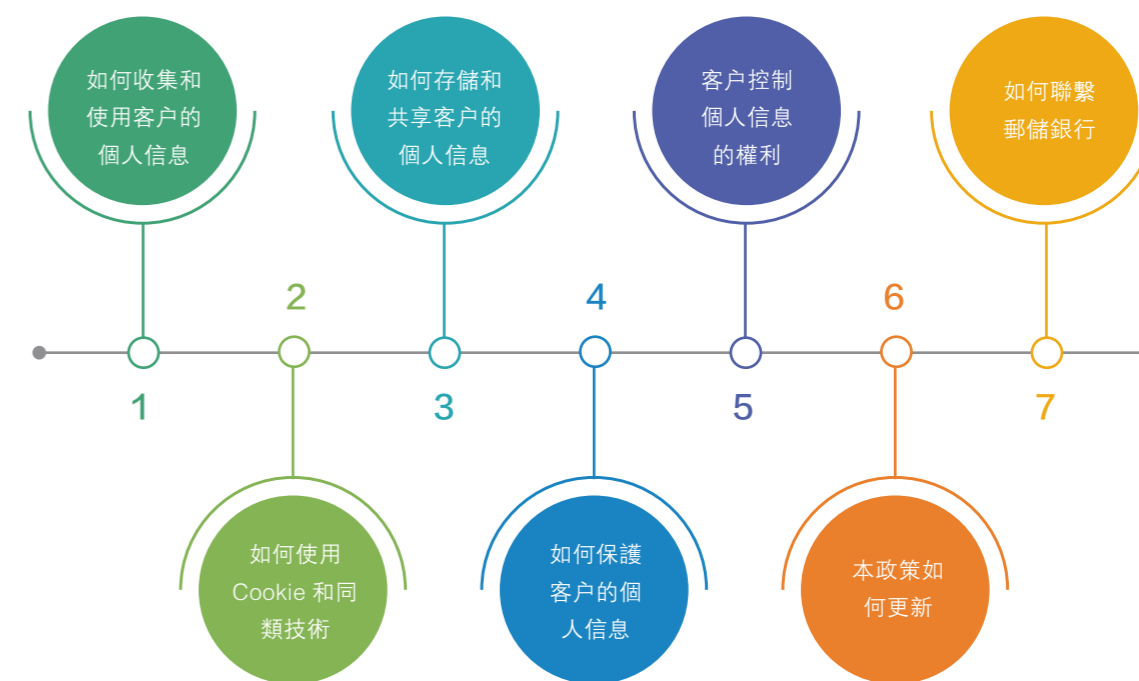 如何收集和
使用客户的
個人信息
如何存儲和
共享客户的
個人信息
客户控制
個人信息
的權利
如何聯繫
郵儲銀行
2
4
6
1
3
5
7
如何使用
Cookie 和同
類技術
如何保護
客户的個
人信息
本政策如
何更新